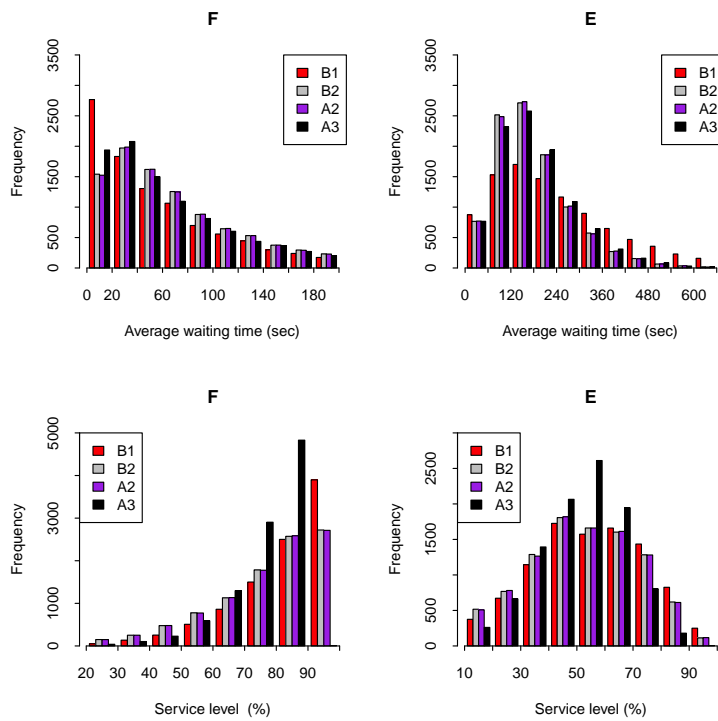 F
3500
2500
1500
500
0
Frequency
B1
B2
A2
A3
0 20 60 100 140 180
Average waiting time (sec)
E
3500
2500
1500
500
0
Frequency
B1
B2
A2
A3
0 120 240 360 480 600
Average waiting time (sec)
F
5000
3000
1000
0
Frequency
B1
B2
A2
A3
20 30 40 50 60 70 80 90
Service level (%)
E
2500
1500
500
0
Frequency
B1
B2
A2
A3
10 30 50 70 90
Service level (%)